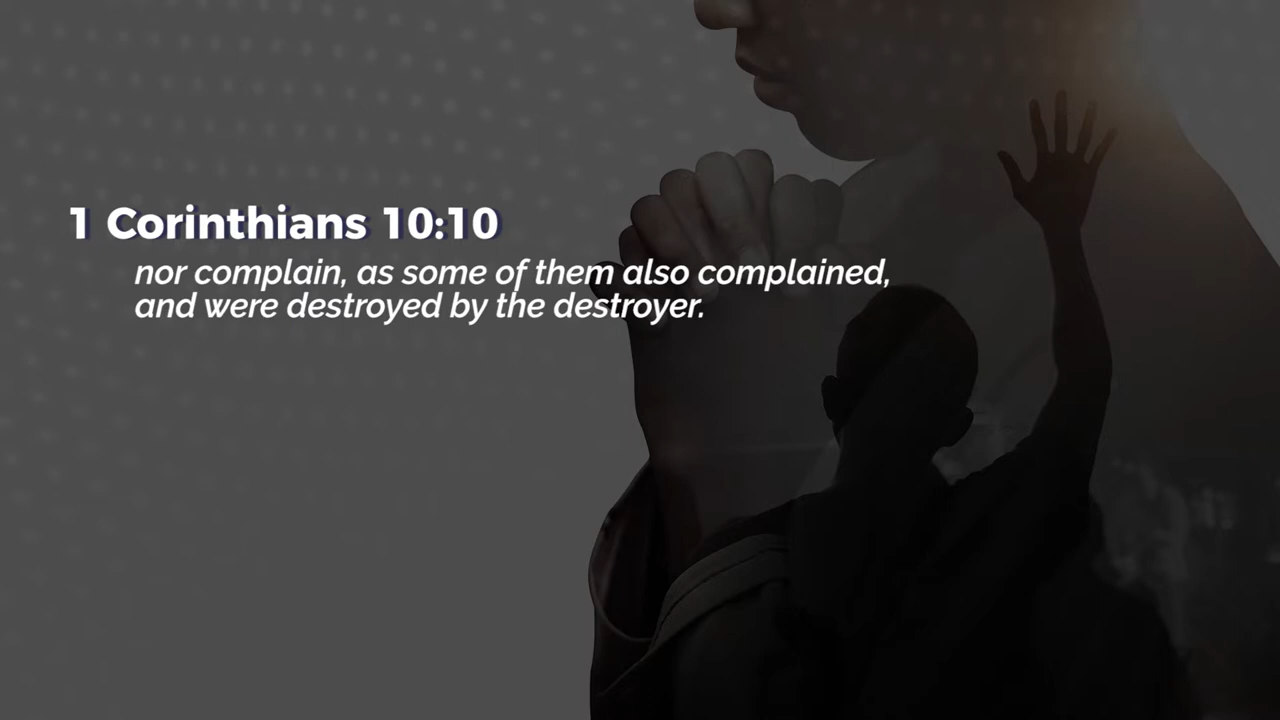 1 Corinthians 10:10
nor complain, as some of them also complained,
and were destroyed by the destroyer.